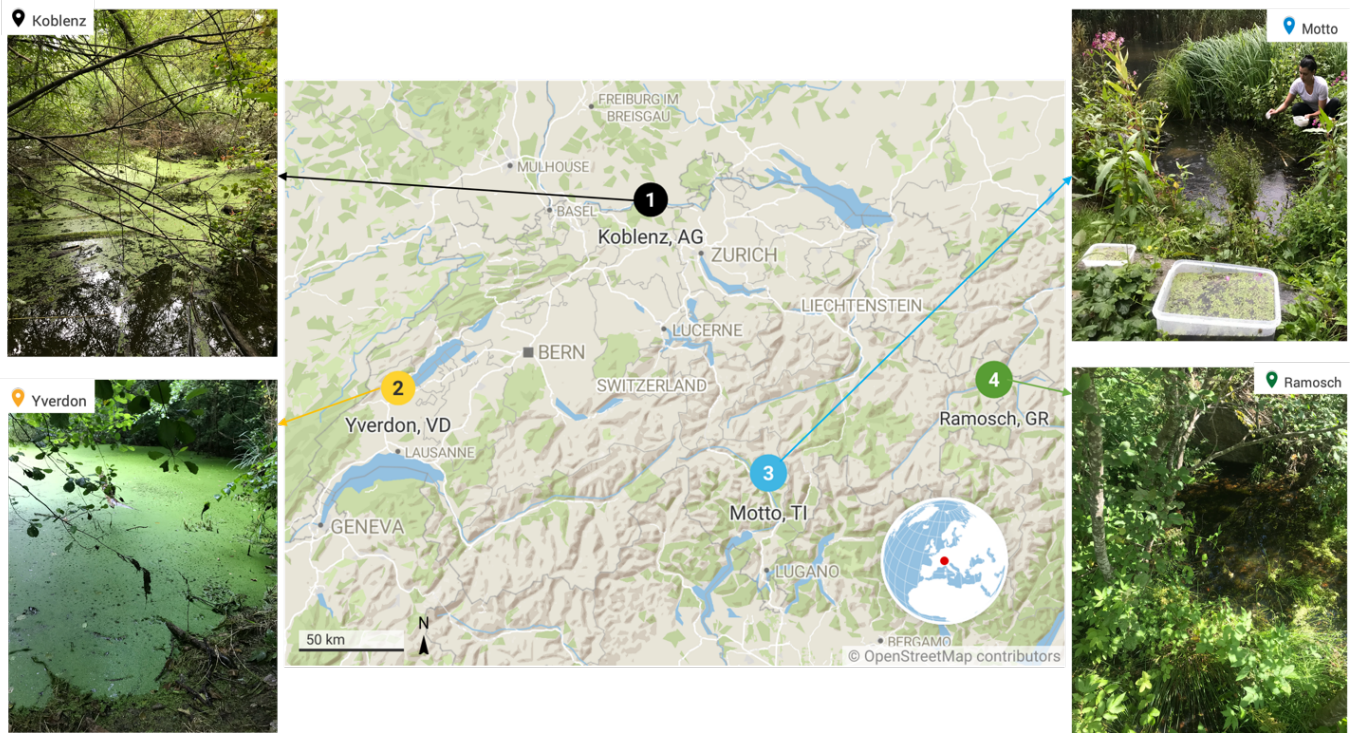 Koblenz
Motto
FREIBURG IM
BREISGAU
MULHOUSE
1
BASEL
Koblenz, AG
ZURICH
LIECHTENSTEIN
LUCERNE
BERN
2
SWITZERLAND
4
Yverdon
Yverdon, VD
Ramosch, GR
Ramosch
LAUSANNE
3
Motto, TI
GENEVA
LUGANO
N
50 km
BERGAMO
© OpenStreetMap contributors